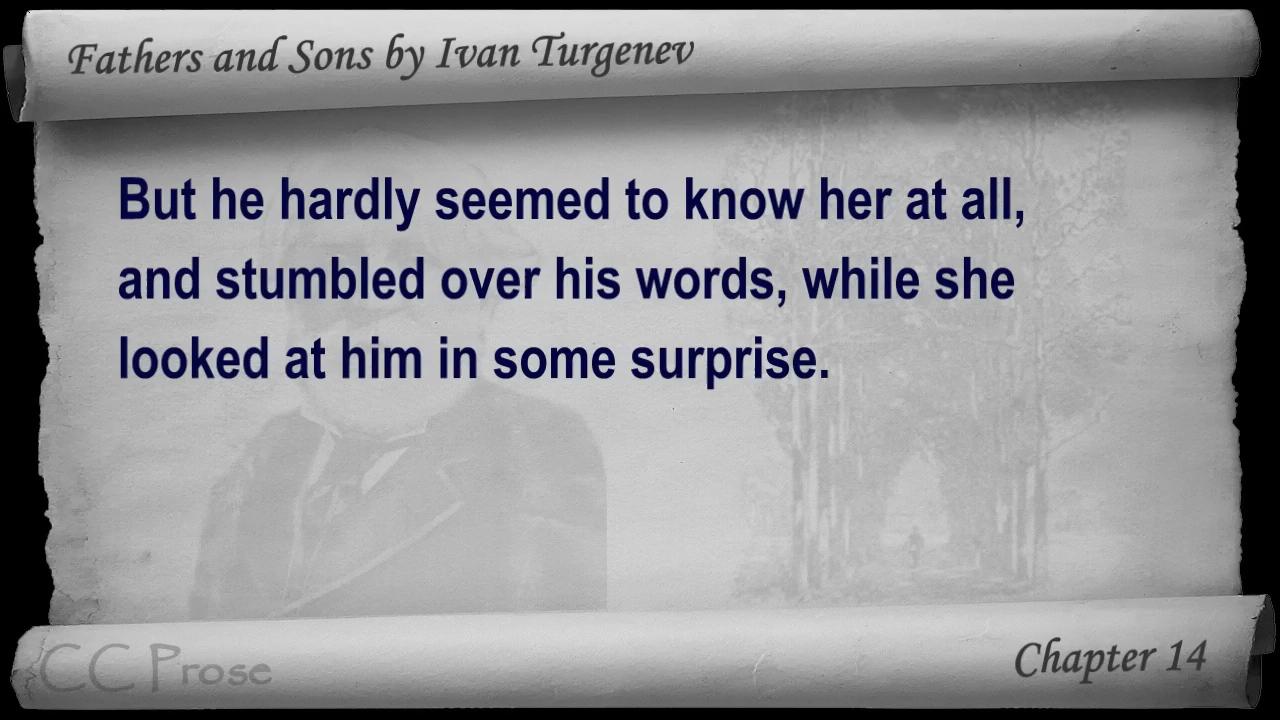 Fathers and Sons by Ivan Turgenev
But he hardly seemed to know her at all,
and stumbled over his words, while she
looked at him in some surprise.
CC Prose
Chapter 14